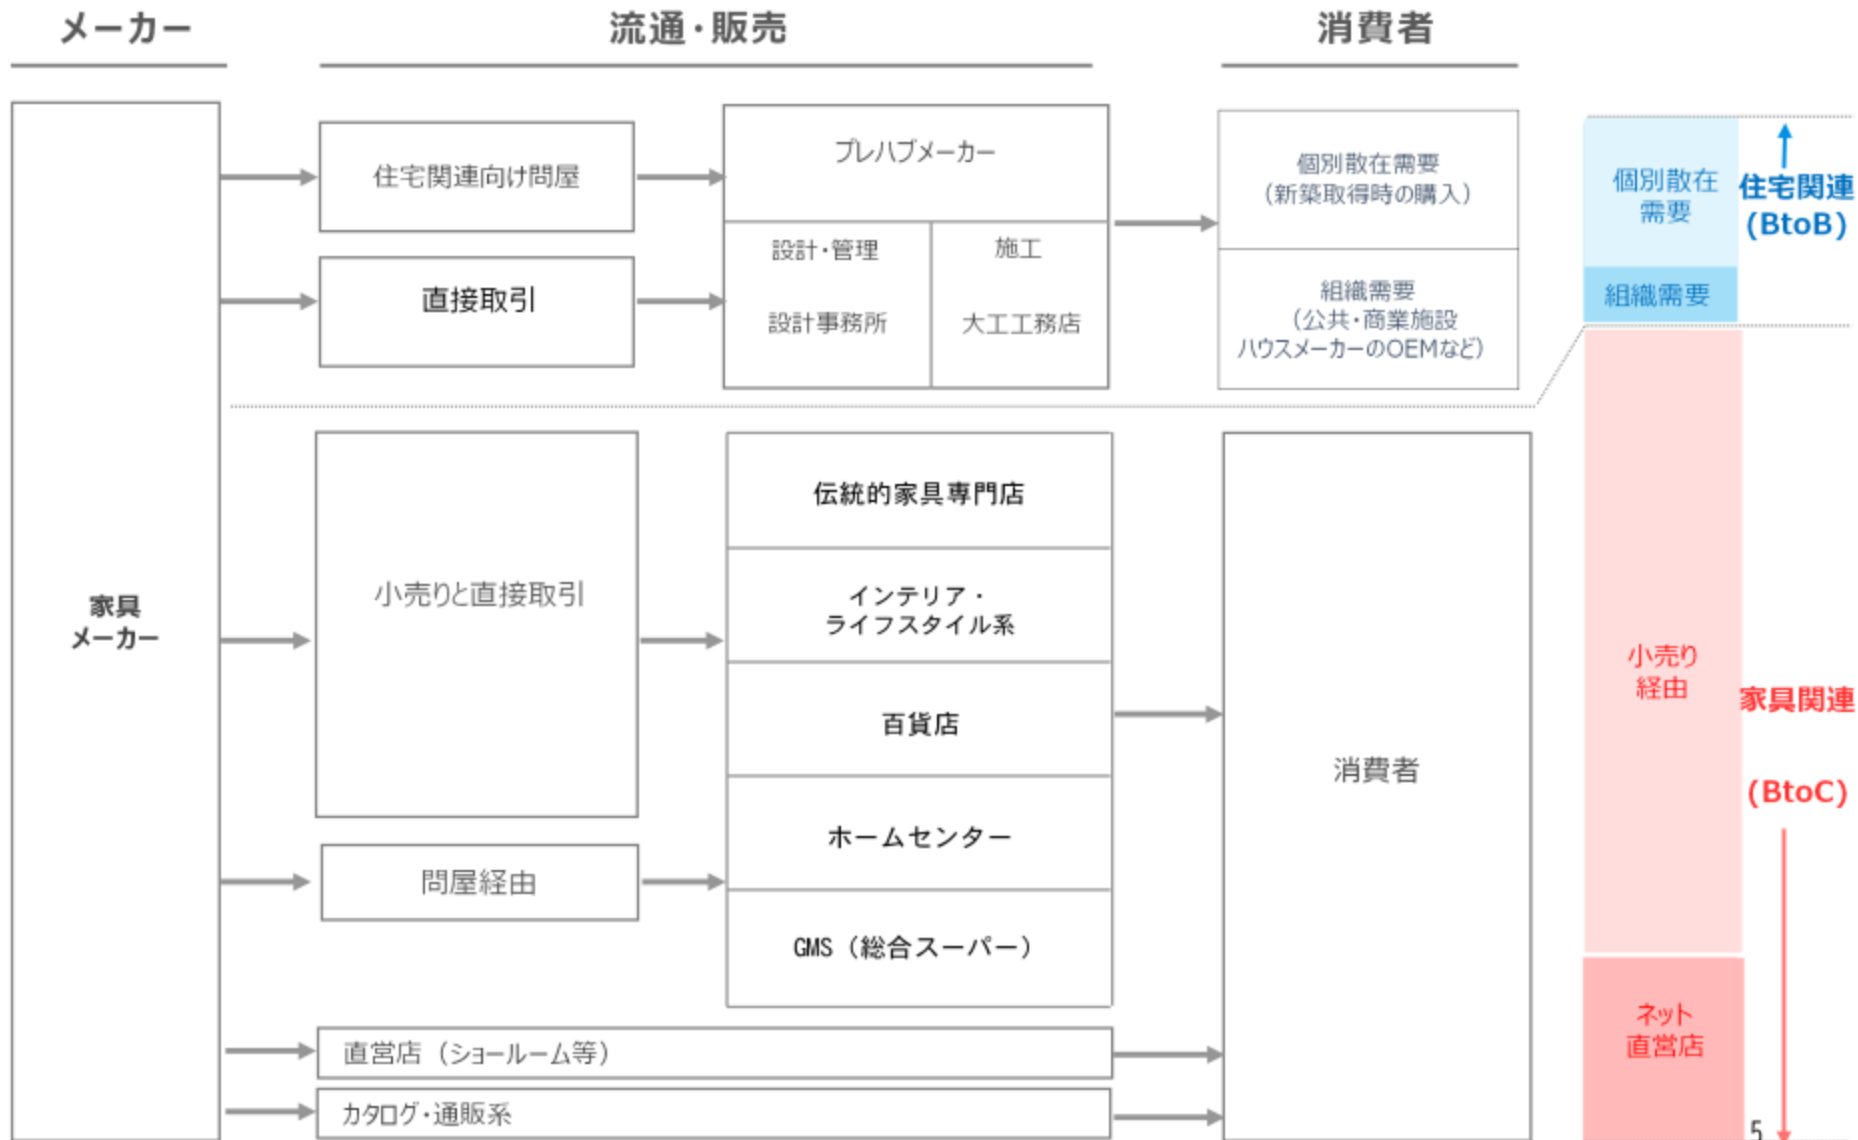 メーカー
流通・販売
消費者
家具
メーカー
住宅関連向け問屋
直接取引
プレハブメーカー
設計・管理
設計事務所
施工
大工工務店
個別散在需要
(新築取得時の購入)
組織需要
(公共・商業施設
ハウスメーカーのOEMなど)
個別散在
需要
組織需要
住宅関連
(BtoB)
小売りと直接取引
問屋経由
伝統的家具専門店
インテリア・
ライフスタイル系
百貨店
ホームセンター
GMS（総合スーパー）
直営店（ショールーム等）
カタログ・通販系
消費者
小売り
経由
ネット
直営店
家具関連
(BtoC)
5